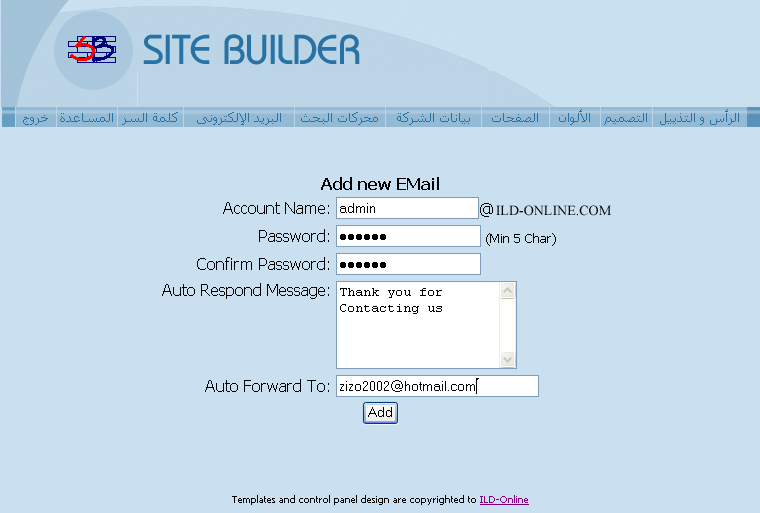 SB SITE BUILDER
الرأس و التذييل التصميم الألوان الصفحات بيانات الشركة محركات البحث البريد الإلكترونى كلمة السر المساعدة خروج
Add new EMail
Account Name: admin @ILD-ONLINE.COM
Password: ●●●●●● (Min 5 Char)
Confirm Password: ●●●●●●
Auto Respond Message: Thank you for
Contacting us
Auto Forward To: zizo2002@hotmail.com
Add
Templates and control panel design are copyrighted to ILD-Online